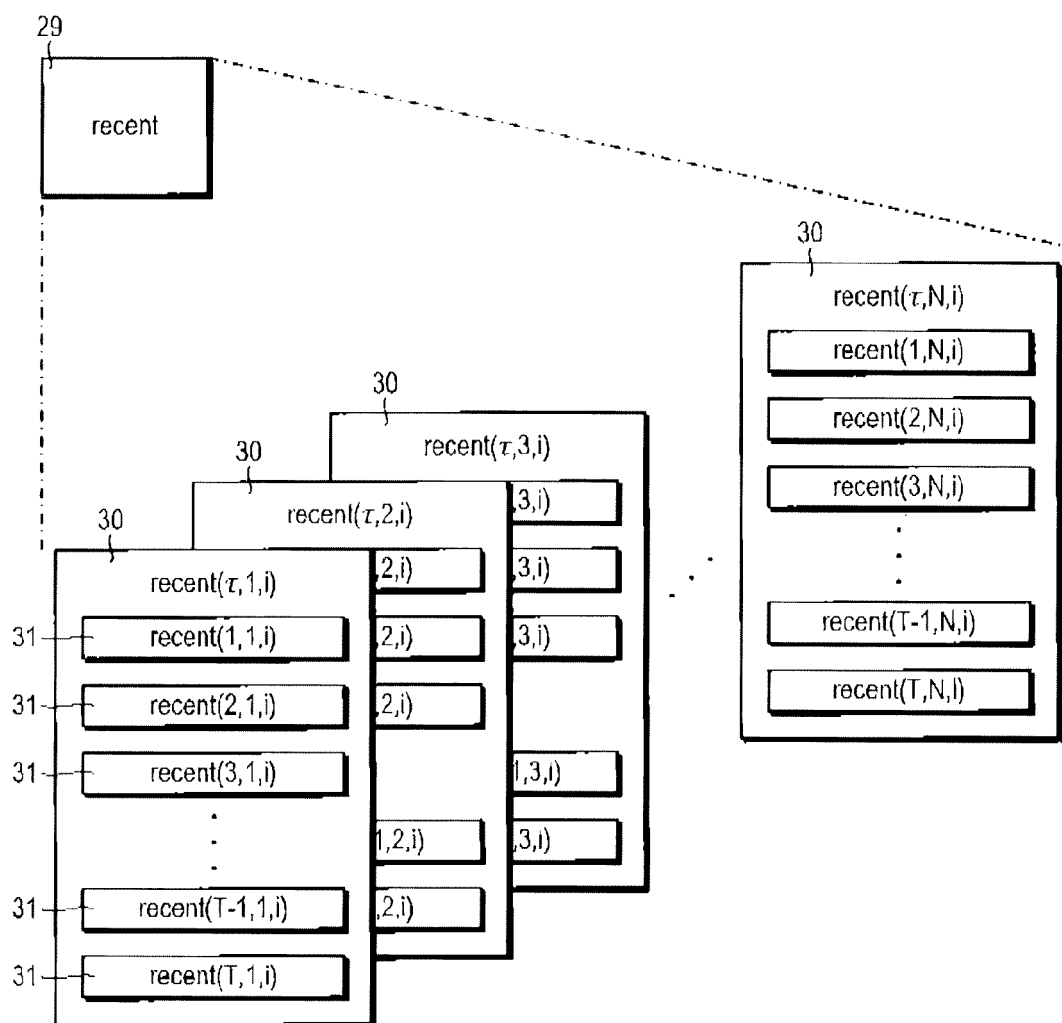 29
recent
30
recent(τ,N,i)
recent(1,N,i)
recent(2,N,i)
recent(3,N,i)
recent(T-1,N,i)
recent(T,N,i)
30
recent(τ,3,i)
,3,i)
,3,i)
,3,i)
1,3,i)
,3,i)
30
recent(τ,2,i)
,2,i)
,2,i)
,2,i)
1,2,i)
,2,i)
30
recent(τ,1,i)
31 recent(1,1,i)
31 recent(2,1,i)
31 recent(3,1,i)
31 recent(T-1,1,i)
31 recent(T,1,i)